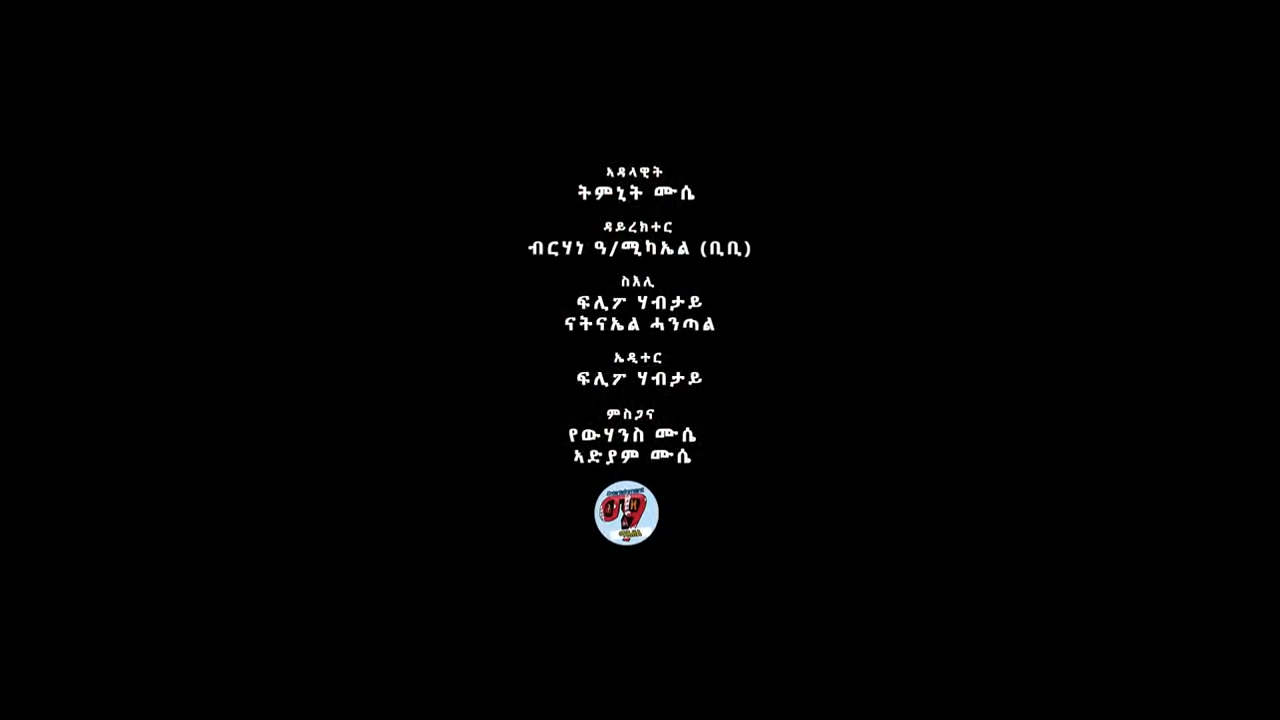 ኣዳላዊት
ትምኒት ሙሴ
ዳይረክተር
ብርሃነ ዓ/ሚካኤል (ቢቢ)
ስእሊ
ፍሊፖ ሃብታይ
ናትናኤል ሓንጣል
ኤዲተር
ፍሊፖ ሃብታይ
ምስጋና
የውሃንስ ሙሴ
ኣድያም ሙሴ
Entertainment